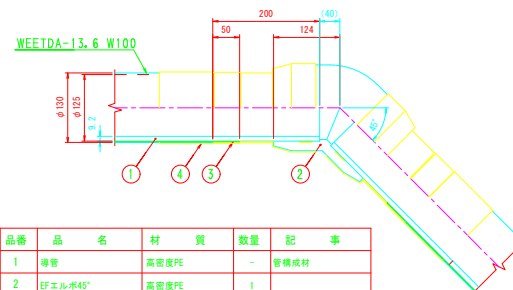 200
(40)
50
124
WEETDA-13.6 W100
φ130
φ125
9.2
45°
1
4
3
2
品番 品 名 材 質 数量 記 事
1 導管 高密度PE - 管構成材
2 EFエルボ45° 高密度PE 1